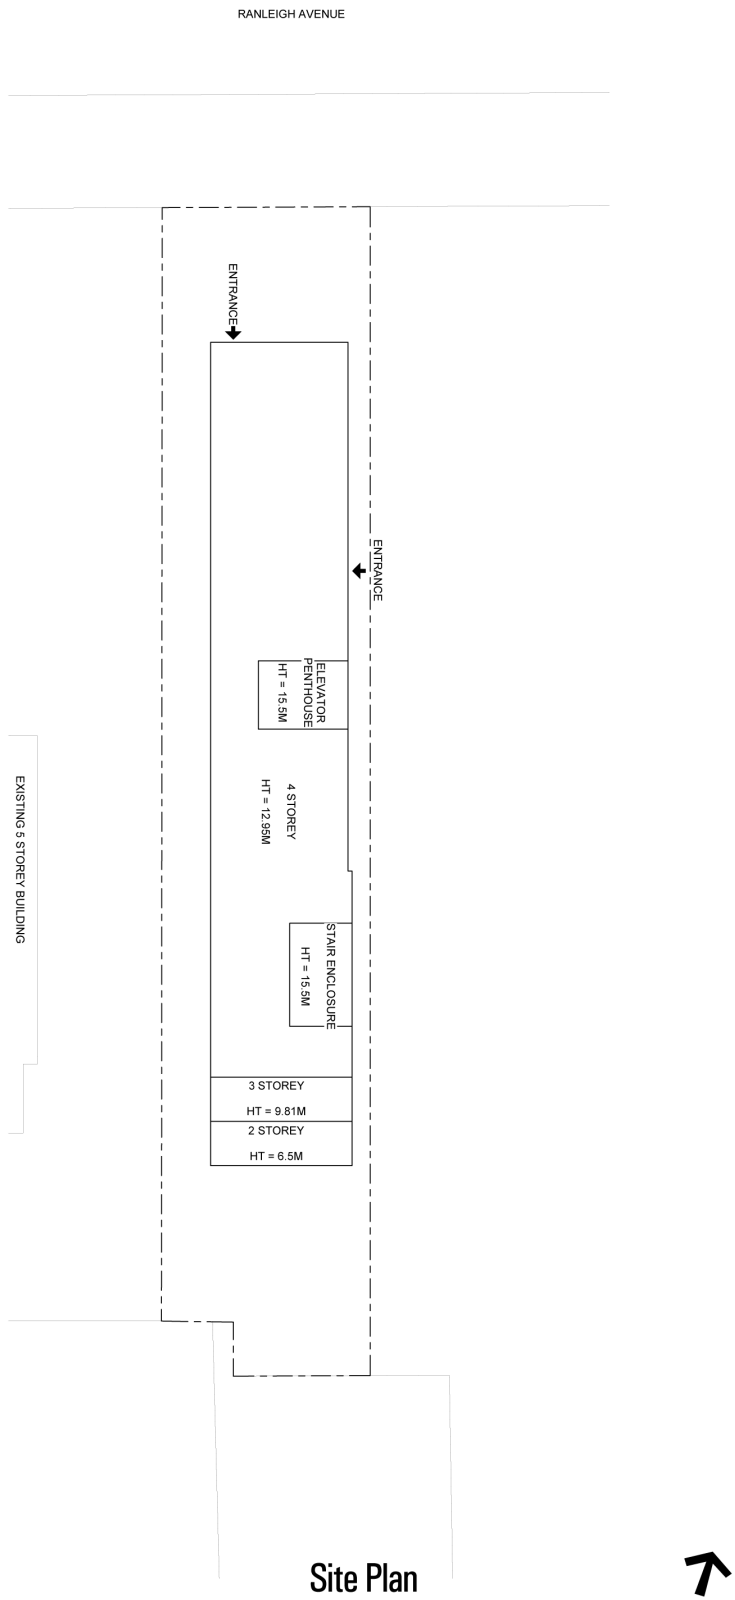 RANLEIGH AVENUE
ENTRANCE
ENTRANCE
ELEVATOR
PENTHOUSE
HT = 15.5M
4 STOREY
HT = 12.95M
EXISTING 5 STOREY BUILDING
STAIR ENCLOSURE
HT = 15.5M
3 STOREY
HT = 9.81M
2 STOREY
HT = 6.5M
Site Plan